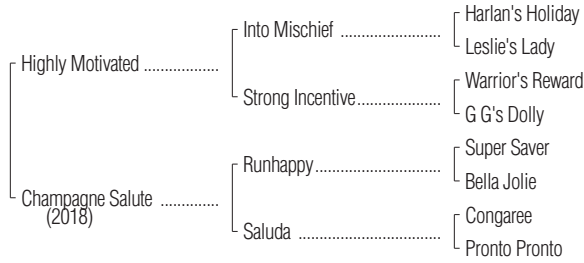 Harlan's Holiday
Into Mischief ....................
Leslie's Lady
Highly Motivated ...............
Warrior's Reward
Strong Incentive.................
G G's Dolly
Super Saver
Runhappy.........................
Bella Jolie
Champagne Salute ............
(2018)
Congaree
Saluda ..............................
Pronto Pronto